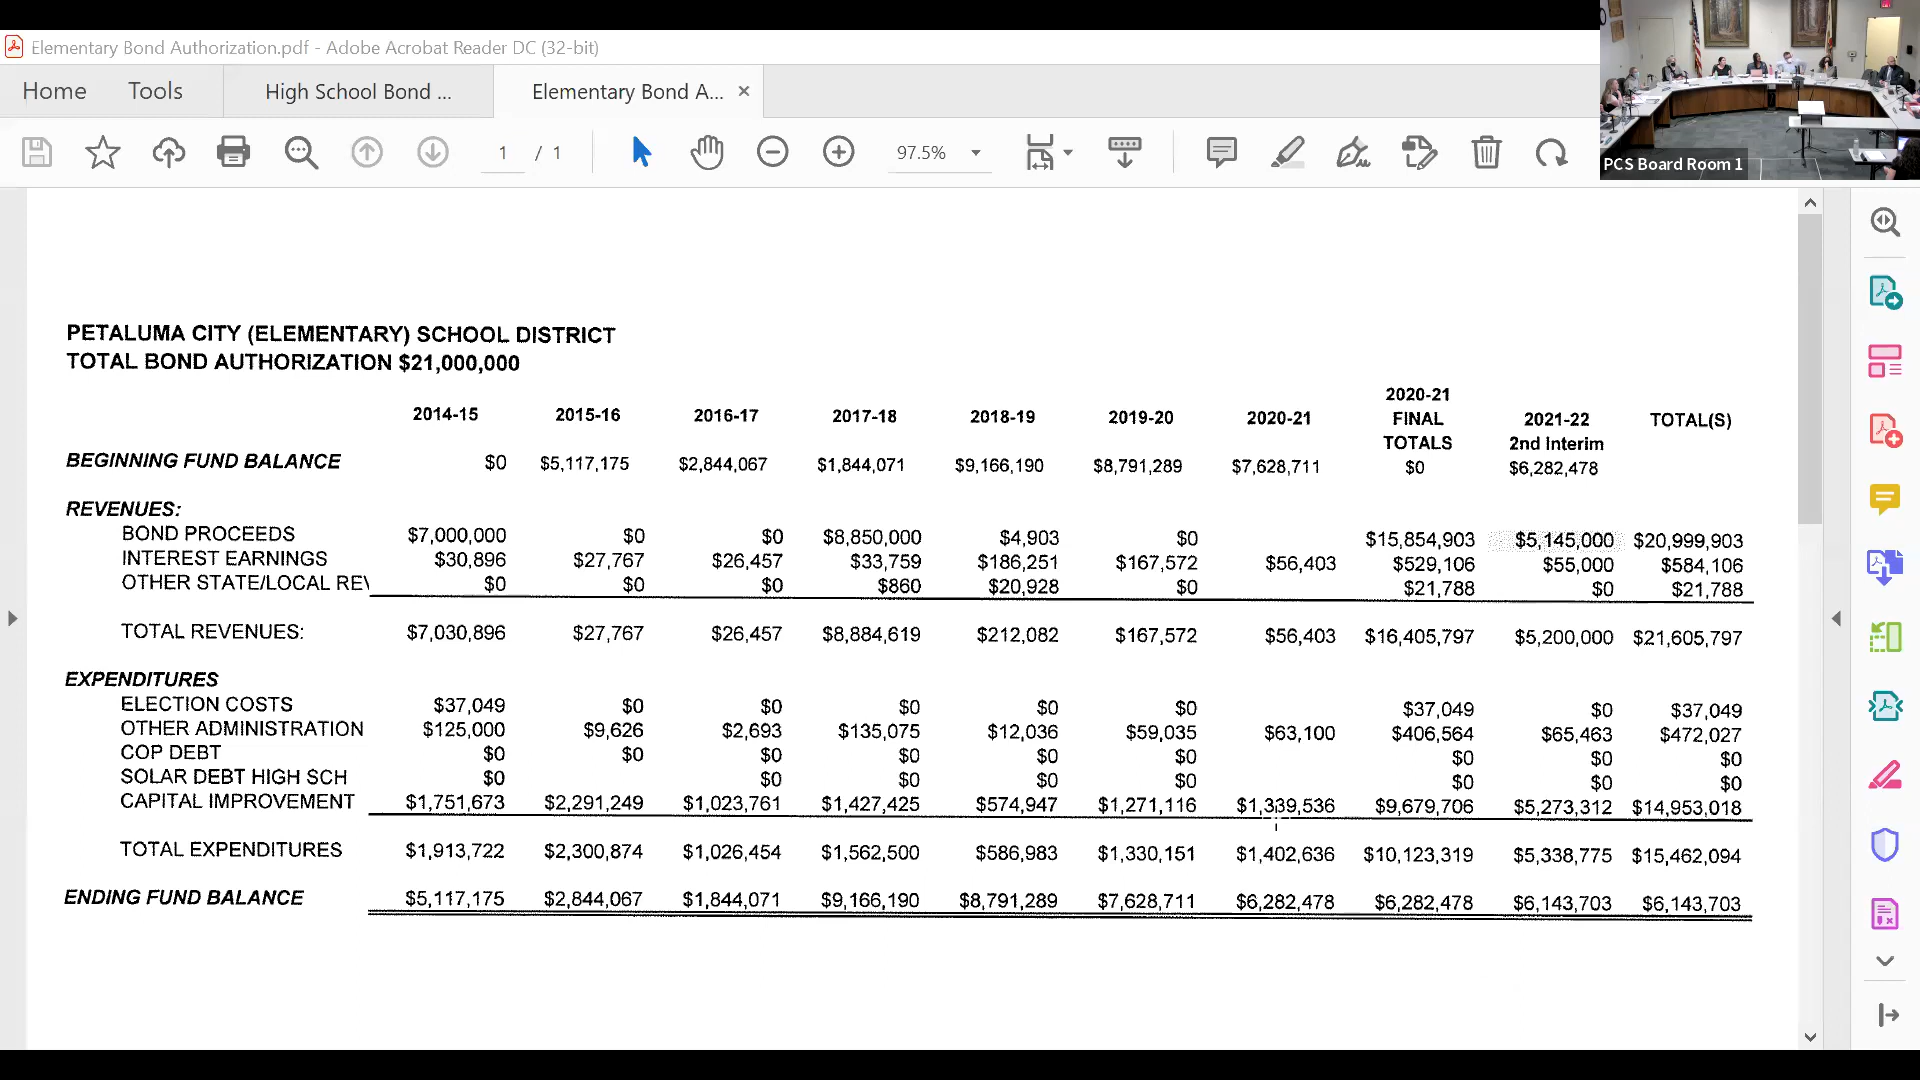 Elementary Bond Authorization.pdf - Adobe Acrobat Reader DC (32-bit)
Home Tools High School Bond ... Elementary Bond A... ×
1 / 1 97.5%
PCS Board Room 1
PETALUMA CITY (ELEMENTARY) SCHOOL DISTRICT
TOTAL BOND AUTHORIZATION $21,000,000
2014-15 2015-16 2016-17 2017-18 2018-19 2019-20 2020-21 2020-21 FINAL TOTALS 2021-22 2nd Interim TOTAL(S)
BEGINNING FUND BALANCE $0 $5,117,175 $2,844,067 $1,844,071 $9,166,190 $8,791,289 $7,628,711 $0 $6,282,478
REVENUES:
BOND PROCEEDS $7,000,000 $0 $0 $8,850,000 $4,903 $0 $15,854,903 $5,145,000 $20,999,903
INTEREST EARNINGS $30,896 $27,767 $26,457 $33,759 $186,251 $167,572 $56,403 $529,106 $55,000 $584,106
OTHER STATE/LOCAL REV $0 $0 $0 $860 $20,928 $0 $21,788 $0 $21,788
TOTAL REVENUES: $7,030,896 $27,767 $26,457 $8,884,619 $212,082 $167,572 $56,403 $16,405,797 $5,200,000 $21,605,797
EXPENDITURES
ELECTION COSTS $37,049 $0 $0 $0 $0 $0 $37,049 $0 $37,049
OTHER ADMINISTRATION $125,000 $9,626 $2,693 $135,075 $12,036 $59,035 $63,100 $406,564 $65,463 $472,027
COP DEBT $0 $0 $0 $0 $0 $0 $0 $0 $0
SOLAR DEBT HIGH SCH $0 $0 $0 $0 $0 $0 $0 $0
CAPITAL IMPROVEMENT $1,751,673 $2,291,249 $1,023,761 $1,427,425 $574,947 $1,271,116 $1,339,536 $9,679,706 $5,273,312 $14,953,018
TOTAL EXPENDITURES $1,913,722 $2,300,874 $1,026,454 $1,562,500 $586,983 $1,330,151 $1,402,636 $10,123,319 $5,338,775 $15,462,094
ENDING FUND BALANCE $5,117,175 $2,844,067 $1,844,071 $9,166,190 $8,791,289 $7,628,711 $6,282,478 $6,282,478 $6,143,703 $6,143,703